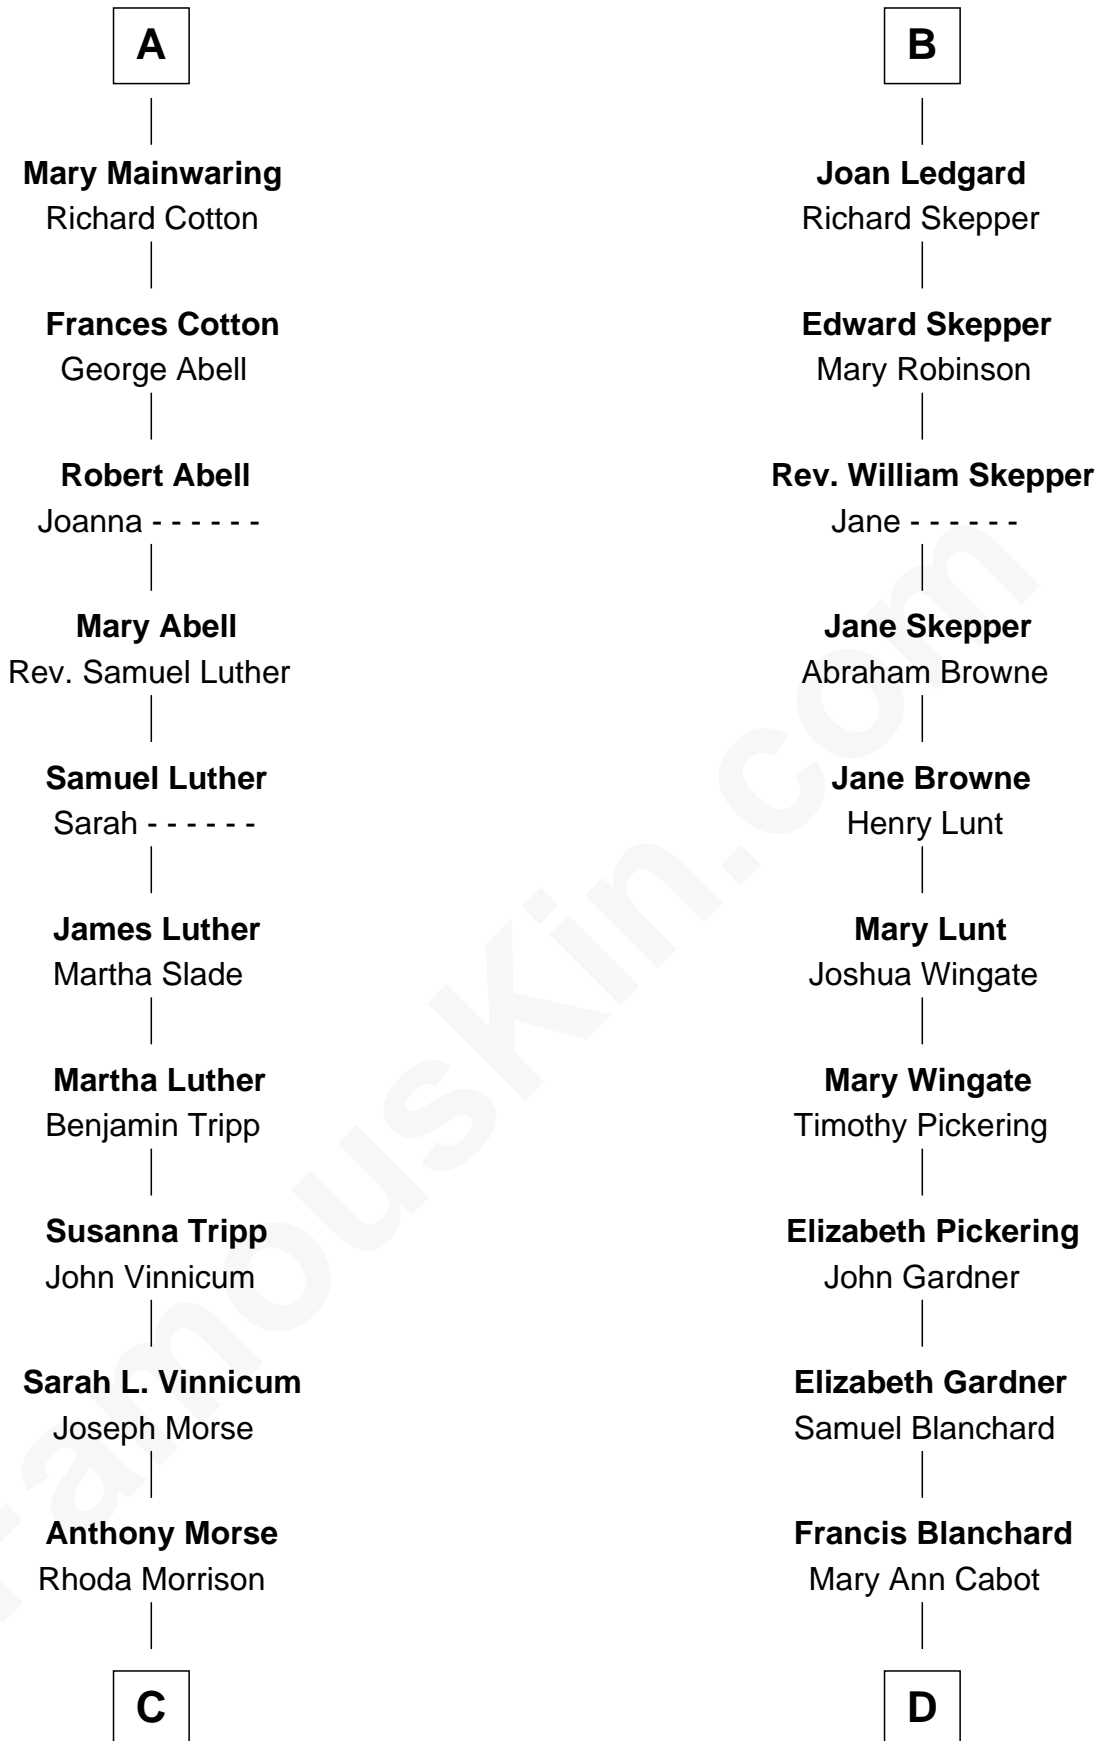 A
Mary Mainwaring
Richard Cotton
Frances Cotton
George Abell
Robert Abell
Joanna - - - - - -
Mary Abell
Rev. Samuel Luther
Samuel Luther
Sarah - - - - - -
James Luther
Martha Slade
Martha Luther
Benjamin Tripp
Susanna Tripp
John Vinnicum
Sarah L. Vinnicum
Joseph Morse
Anthony Morse
Rhoda Morrison
C
B
Joan Ledgard
Richard Skepper
Edward Skepper
Mary Robinson
Rev. William Skepper
Jane - - - - - -
Jane Skepper
Abraham Browne
Jane Browne
Henry Lunt
Mary Lunt
Joshua Wingate
Mary Wingate
Timothy Pickering
Elizabeth Pickering
John Gardner
Elizabeth Gardner
Samuel Blanchard
Francis Blanchard
Mary Ann Cabot
D
FamousKin.com